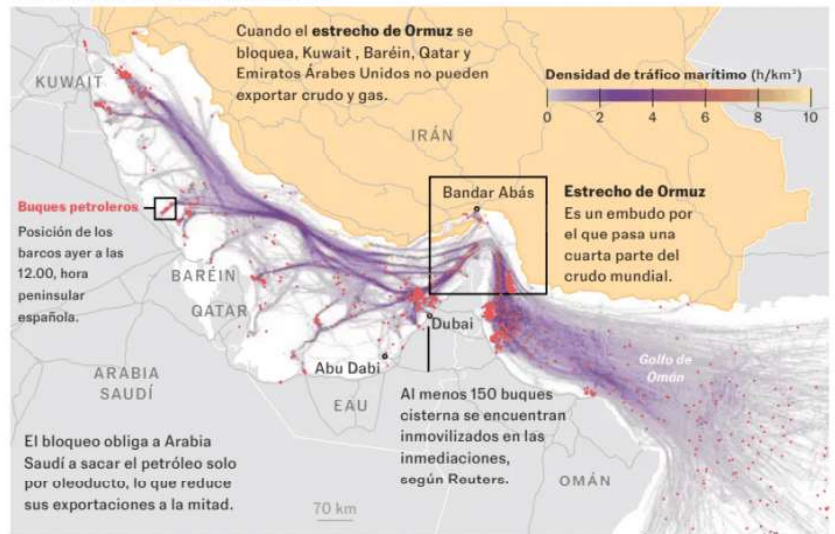 Cuando el estrecho de Ormuz se
bloquea, Kuwait , Baréin, Qatar y
Emiratos Árabes Unidos no pueden
exportar crudo y gas.
Densidad de tráfico marítimo (h/km²)
0 2 4 6 8 10
KUWAIT
IRÁN
Buques petroleros
Posición de los
barcos ayer a las
12.00, hora
peninsular
española.
Bandar Abás
Estrecho de Ormuz
Es un embudo por
el que pasa una
cuarta parte del
crudo mundial.
BARÉIN
QATAR
Dubai
Abu Dabi
Golfo de
Omán
ARABIA
SAUDÍ
EAU
Al menos 150 buques
cisterna se encuentran
inmovilizados en las
inmediaciones,
según Reuters.
OMÁN
El bloqueo obliga a Arabia
Saudí a sacar el petróleo solo
por oleoducto, lo que reduce
sus exportaciones a la mitad.
70 km